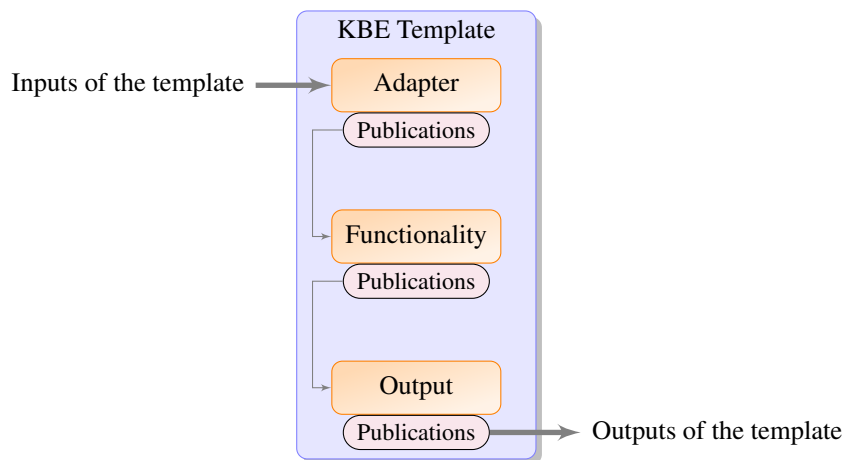 KBE Template
Inputs of the template
Adapter
Publications
Functionality
Publications
Output
Publications
Outputs of the template